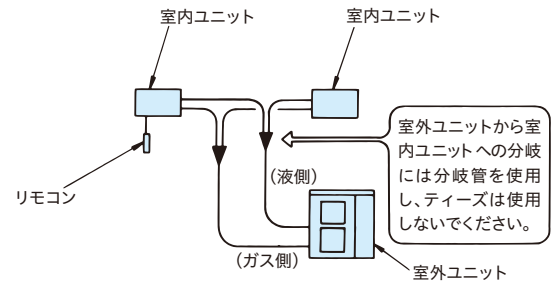 室内ユニット
室内ユニット
室外ユニットから室
内ユニットへの分岐
には分岐管を使用
し、ティーズは使用
しないでください。
リモコン
(液側)
(ガス側)
室外ユニット